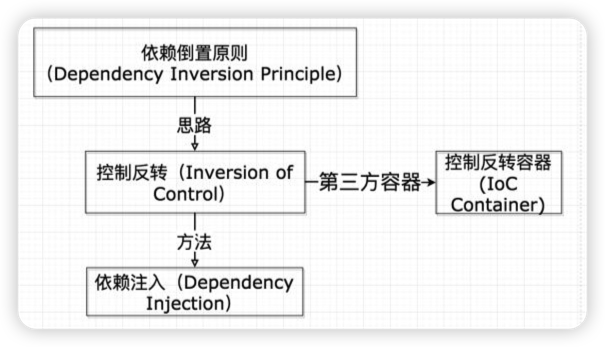 依赖倒置原则
（Dependency Inversion Principle）
思路
控制反转（Inversion of
Control）
第三方容器
控制反转容器
(IoC
Container)
方法
依赖注入（Dependency
Injection）